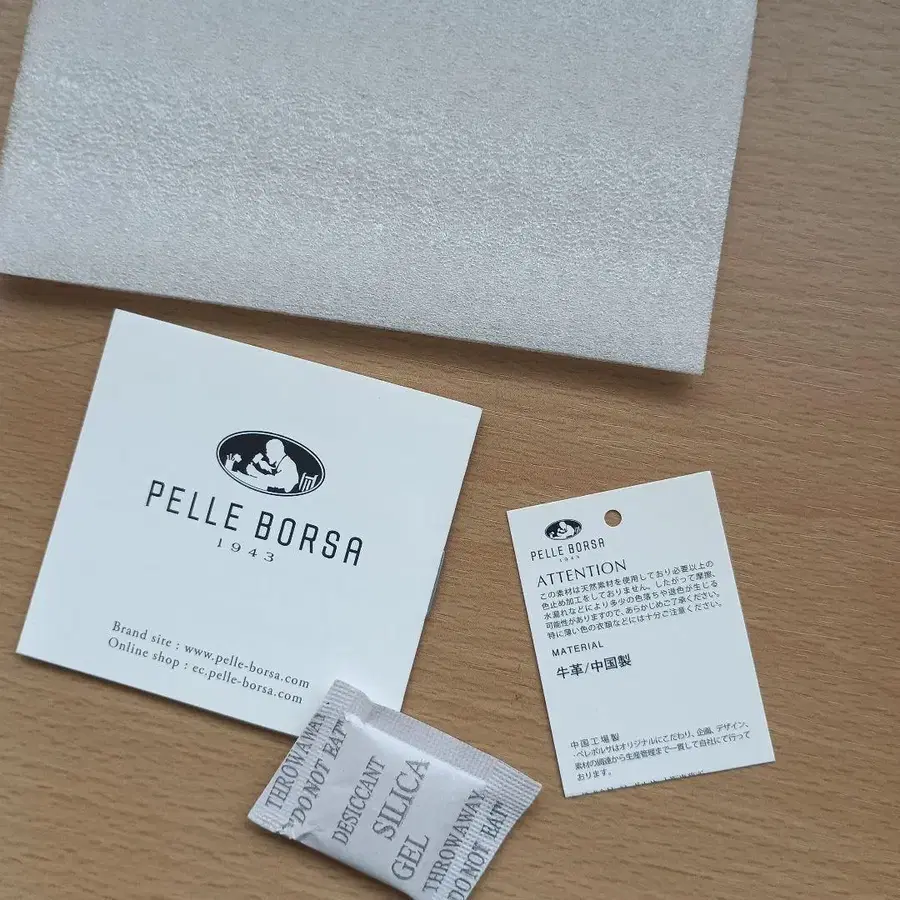 PELLE BORSA
1943
Brand site : www.pelle-borsa.com
Online shop : ec.pelle-borsa.com
PELLE BORSA
1943
ATTENTION
この素材は天然素材を使用しており必要以上の
色止め加工をしておりません。したがって摩擦、
水漏れなどにより多少の色落ちや退色が生じる
可能性がありますので、あらかじめご了承ください。
特に薄い色の衣類などには十分ご注意ください。
MATERIAL
牛革/中国製
中国工場製
・ペレボルサはオリジナルにこだわり、企画、デザイン、
素材の調達から生産管理まで一貫して自社にて行って
おります。
THROWAWAY
"DO NOT EAT"
DESICCANT
SILICA
GEL
THROWAWAY
"DO NOT EAT"